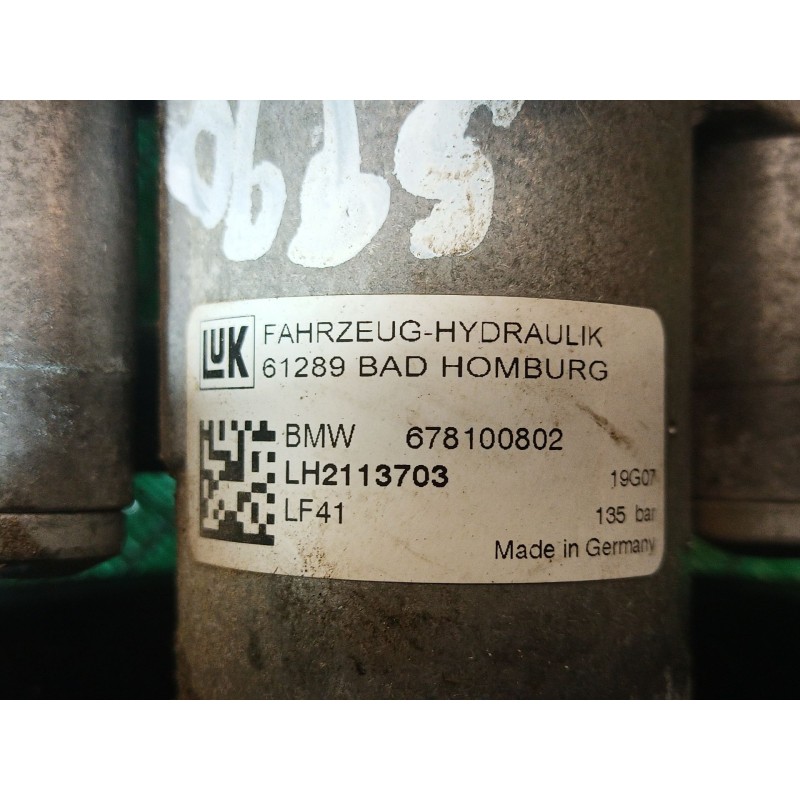 LUK
FAHRZEUG-HYDRAULIK
61289 BAD HOMBURG
BMW 678100802
LH2113703
19G07
LF41
135 bar
Made in Germany